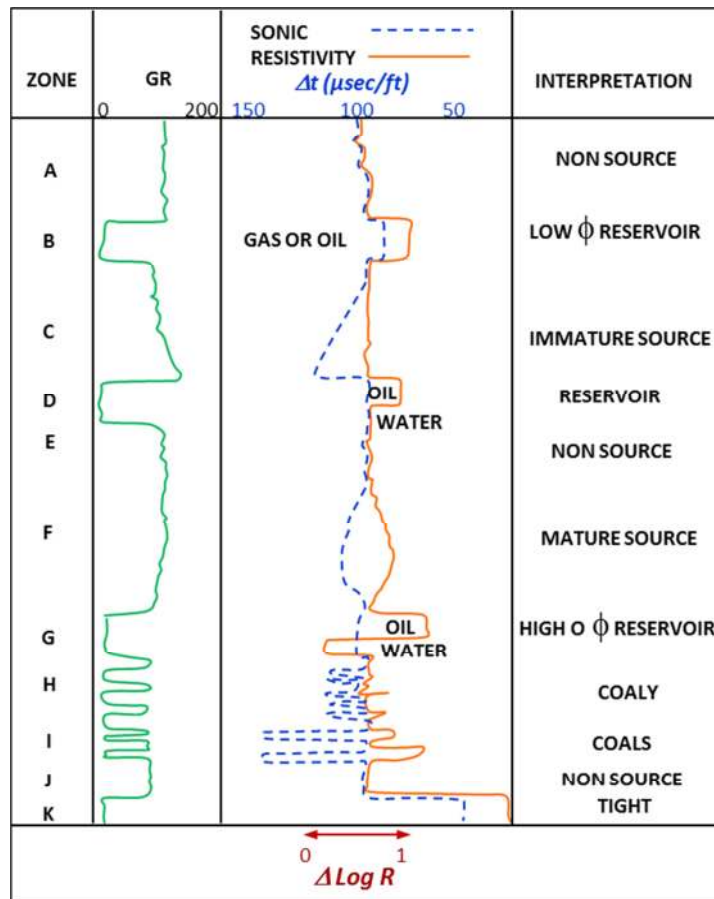 SONIC
RESISTIVITY
ZONE GR Δt (μsec/ft) INTERPRETATION
0 200 150 100 50
A NON SOURCE
B GAS OR OIL LOW ϕ RESERVOIR
C IMMATURE SOURCE
D OIL RESERVOIR
WATER
E NON SOURCE
F MATURE SOURCE
G OIL HIGH O ϕ RESERVOIR
WATER
H COALY
I COALS
J NON SOURCE
K TIGHT
0 1
Δ Log R